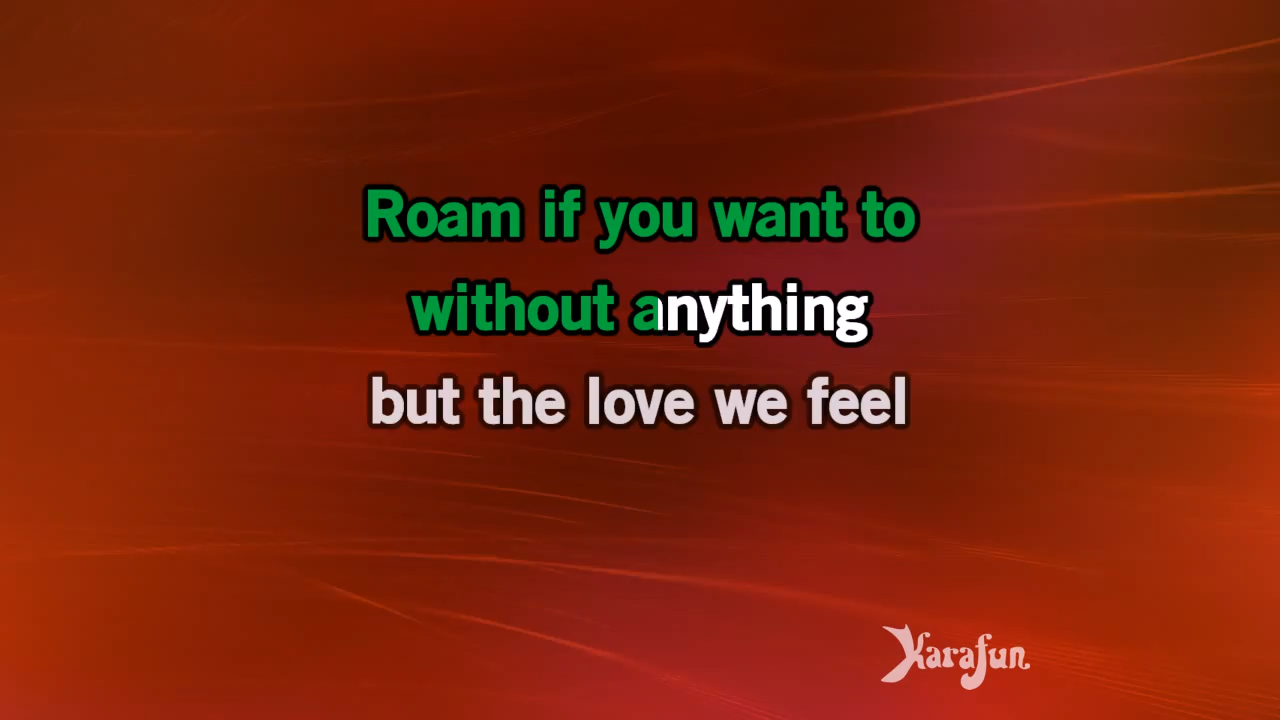 Roam if you want to
without anything
but the love we feel
Karafun